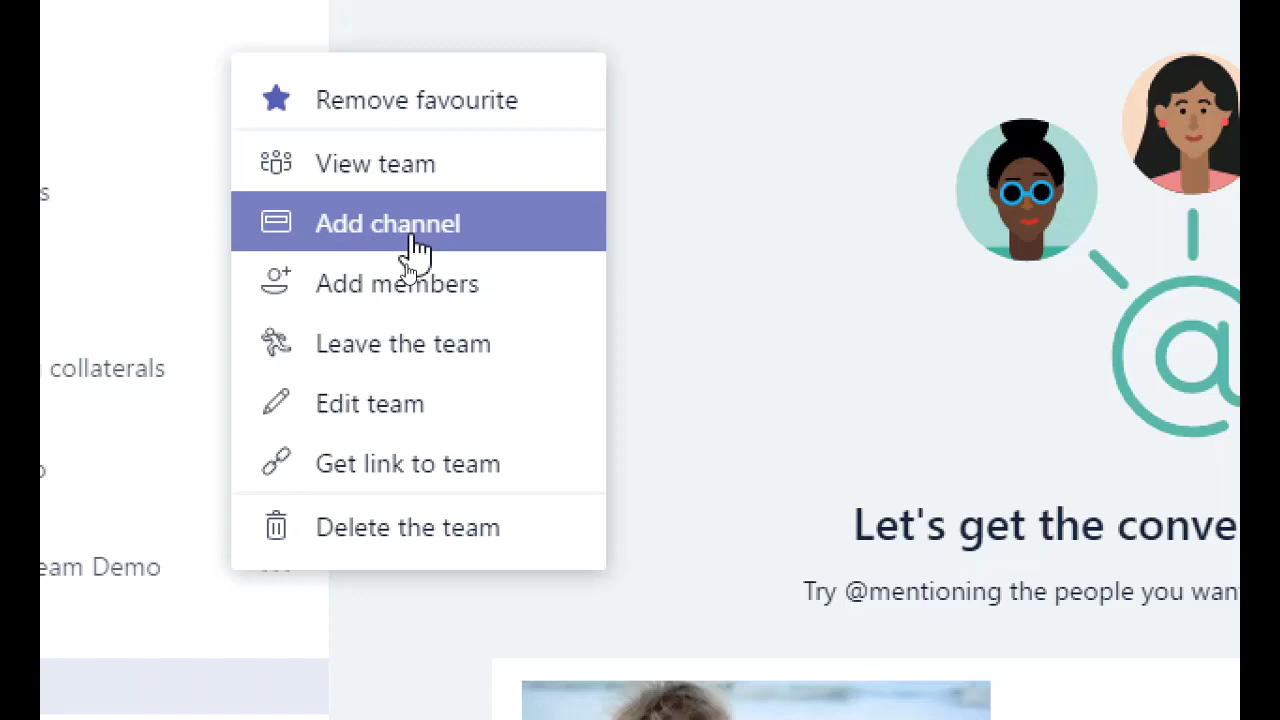 Remove favourite
View team
s
Add channel
Add members
Leave the team
collaterals
Edit team
Get link to team
Delete the team
eam Demo
...
@
Let's get the conve
Try @mentioning the people you wan